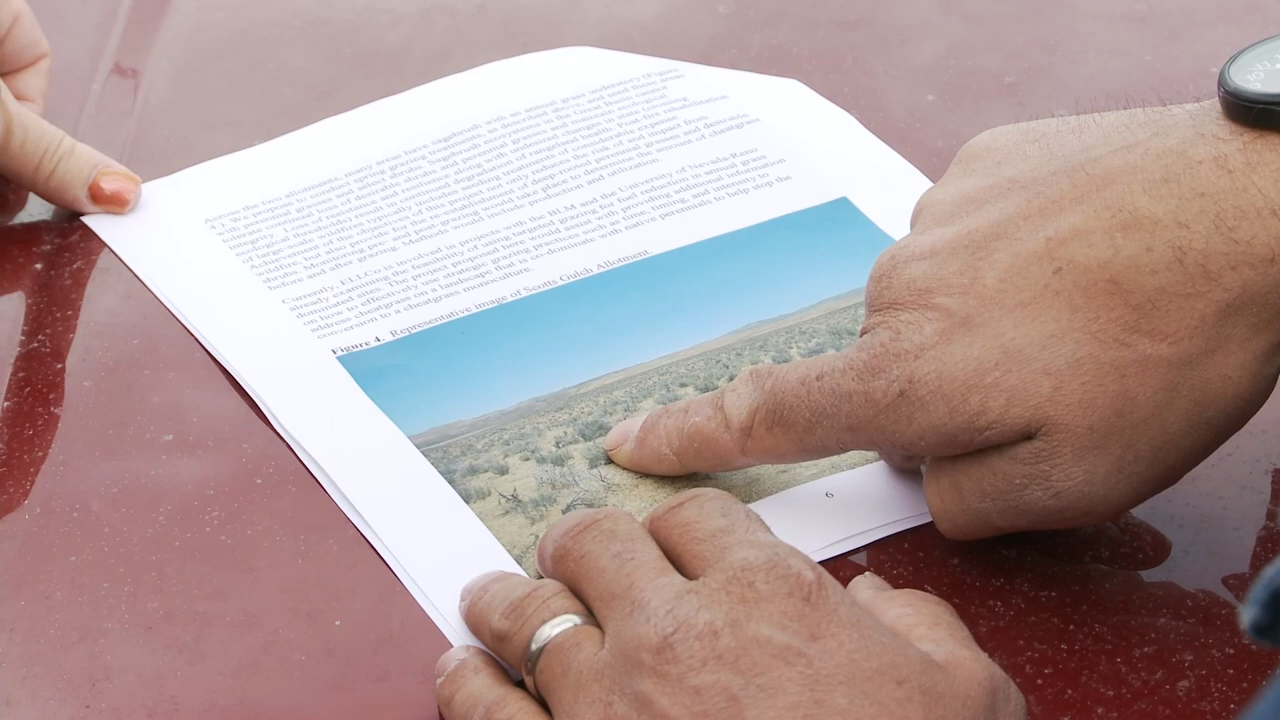 Across the two allotments, many areas have sagebrush with an annual grass understory (Figure
4.). We propose to conduct spring grazing treatments, as described above, and seed these areas
with perennial grasses and select shrubs. Sagebrush ecosystems in the Great Basin cannot
tolerate continual loss of desirable shrubs and perennial grasses and maintain ecological
integrity. Loss of resistance and resilience along with undesired changes in state (crossing
ecological thresholds) result in continued degradation of rangeland health. Post-fire rehabilitation
of large-scale wildfires typically includes seeding treatments of considerable expense.
Achievement of the objectives of this project not only reduces the risk of and impact from
wildfire, but also provide for the re-establishment of deep-rooted perennial grasses and desirable
shrubs. Monitoring pre- and post-grazing would take place to determine the amount of cheatgrass
before and after grazing. Methods would include production and utilization.
Currently, ELLCo is involved in projects with the BLM and the University of Nevada-Reno
already examining the feasibility of using targeted grazing for fuel reduction in annual grass
dominated sites. The project proposed here would assist with providing additional information
on how to effectively use strategic grazing practices such as time, timing, and intensity to
address cheatgrass on a landscape that is co-dominate with native perennials to help stop the
conversion to a cheatgrass monoculture.
Figure 4. Representative image of Scotts Gulch Allotment.
6
10